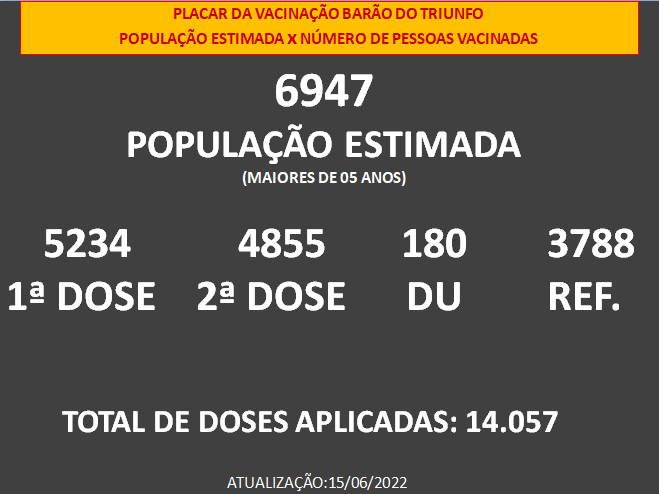 PLACAR DA VACINAÇÃO BARÃO DO TRIUNFO
POPULAÇÃO ESTIMADA X NÚMERO DE PESSOAS VACINADAS
6947
POPULAÇÃO ESTIMADA
(MAIORES DE 05 ANOS)
5234 4855 180 3788
1ª DOSE 2ª DOSE DU REF.
TOTAL DE DOSES APLICADAS: 14.057
ATUALIZAÇÃO:15/06/2022